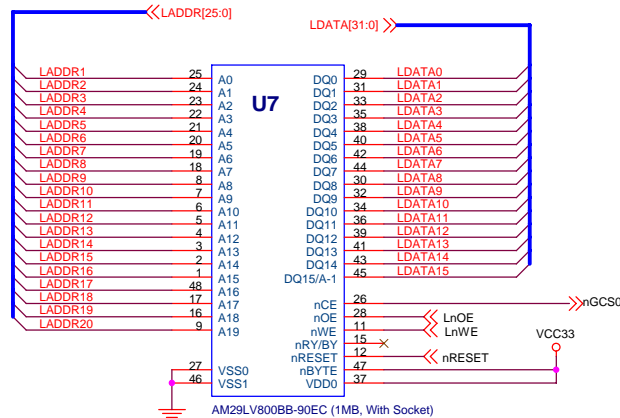 LADDR[25:0] LDATA[31:0]
LADDR1 25 A0 DQ0 29 LDATA0
LADDR2 24 A1 U7 DQ1 31 LDATA1
LADDR3 23 A2 DQ2 33 LDATA2
LADDR4 22 A3 DQ3 35 LDATA3
LADDR5 21 A4 DQ4 38 LDATA4
LADDR6 20 A5 DQ5 40 LDATA5
LADDR7 19 A6 DQ6 42 LDATA6
LADDR8 18 A7 DQ7 44 LDATA7
LADDR9 8 A8 DQ8 30 LDATA8
LADDR10 7 A9 DQ9 32 LDATA9
LADDR11 6 A10 DQ10 34 LDATA10
LADDR12 5 A11 DQ11 36 LDATA11
LADDR13 4 A12 DQ12 39 LDATA12
LADDR14 3 A13 DQ13 41 LDATA13
LADDR15 2 A14 DQ14 43 LDATA14
LADDR16 1 A15 DQ15/A-1 45 LDATA15
LADDR17 48 A16
LADDR18 17 A17 nCE 26 nGCS0
LADDR19 16 A18 nOE 28 LnOE
LADDR20 9 A19 nWE 11 LnWE
nRY/BY 15 VCC33
nRESET 12 nRESET
27 VSS0 nBYTE 47
46 VSS1 VDD0 37
AM29LV800BB-90EC (1MB, With Socket)